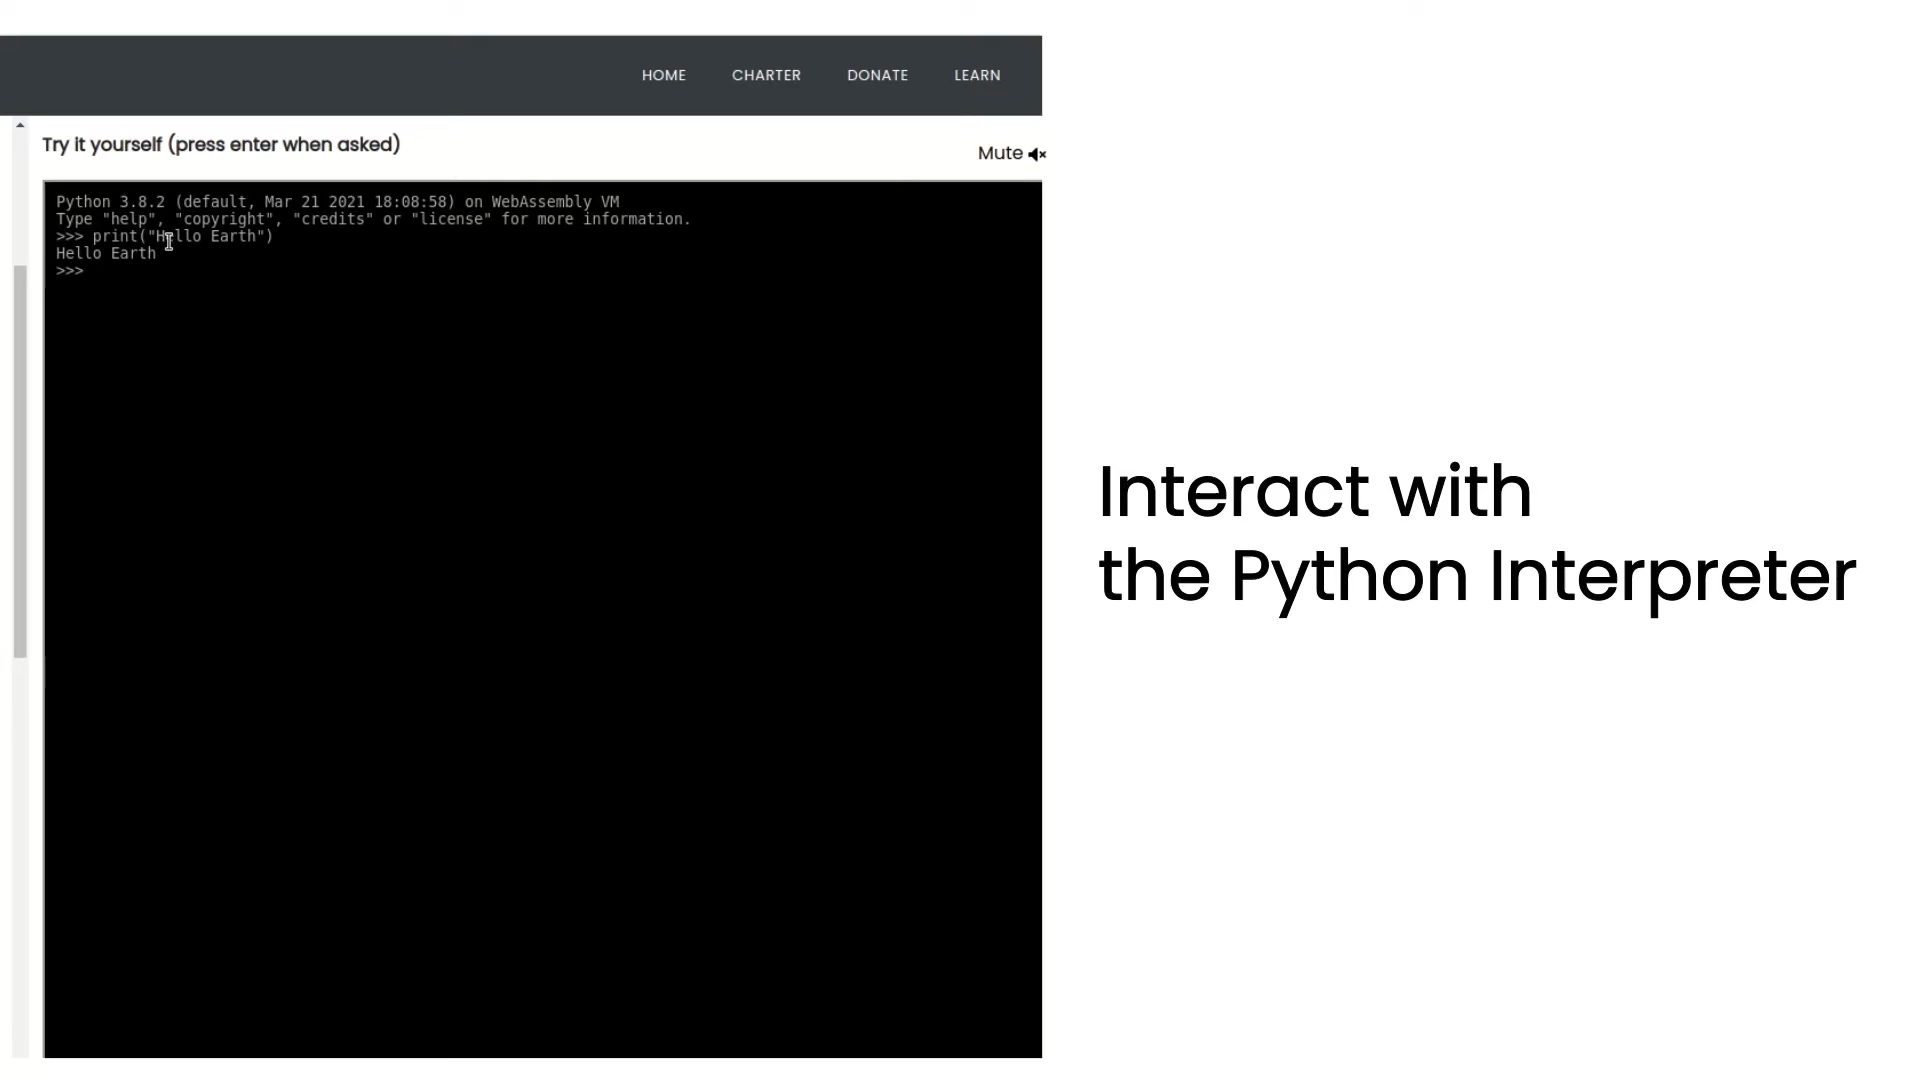 HOME CHARTER DONATE LEARN
Try it yourself (press enter when asked)
Mute
Python 3.8.2 (default, Mar 21 2021 18:08:58) on WebAssembly VM
Type "help", "copyright", "credits" or "license" for more information.
>>> print("Hello Earth")
Hello Earth
>>>
Interact with
the Python Interpreter